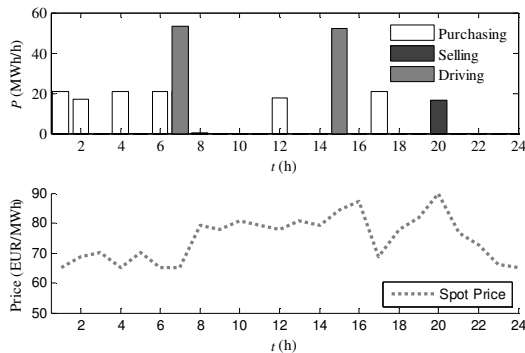 60
40
20
0
P (MWh/h)
Purchasing
Selling
Driving
2 4 6 8 10 12 14 16 18 20 22 24
t (h)
90
80
70
60
50
Price (EUR/MWh)
Spot Price
2 4 6 8 10 12 14 16 18 20 22 24
t (h)